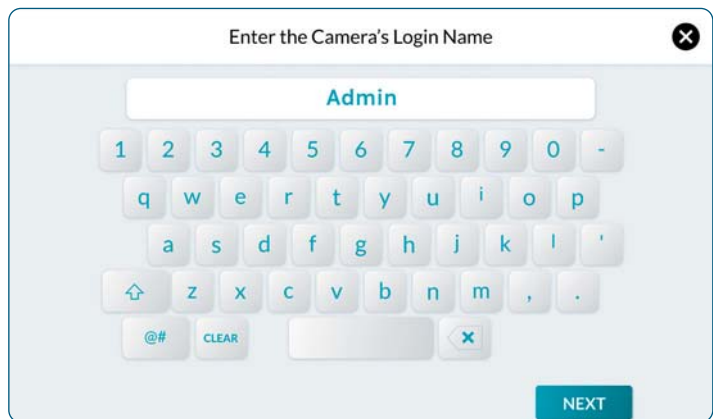 Enter the Camera's Login Name
Admin
1 2 3 4 5 6 7 8 9 0 -
q w e r t y u i o p
a s d f g h j k l '
z x c v b n m , .
@# CLEAR
NEXT